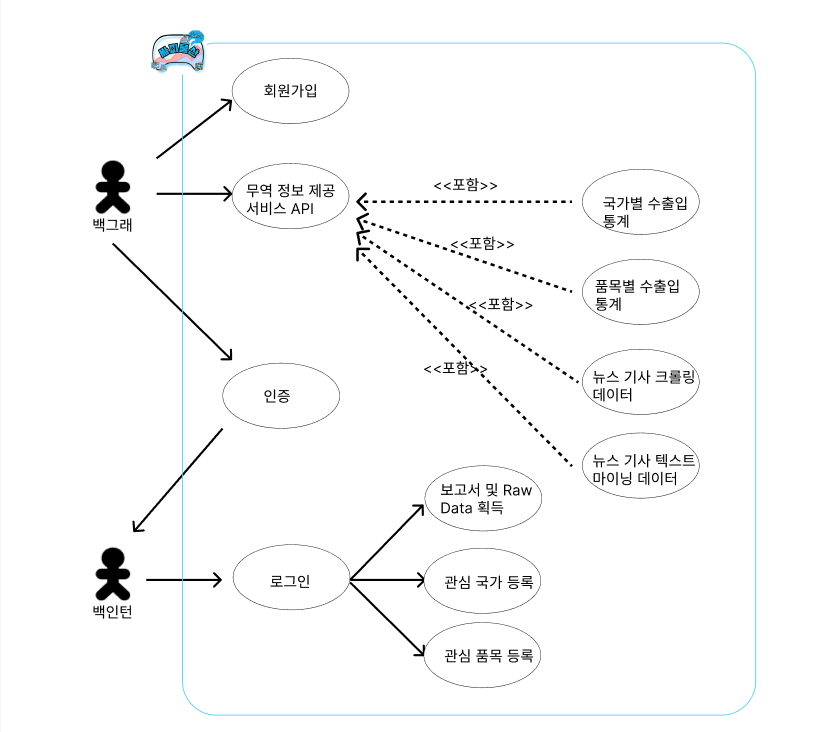 회원가입
무역 정보 제공
서비스 API
백그래
<<포함>>
국가별 수출입
통계
<<포함>>
품목별 수출입
통계
<<포함>>
<<포함>>
뉴스 기사 크롤링
데이터
인증
뉴스 기사 텍스트
마이닝 데이터
보고서 및 Raw
Data 획득
백인턴
로그인
관심 국가 등록
관심 품목 등록